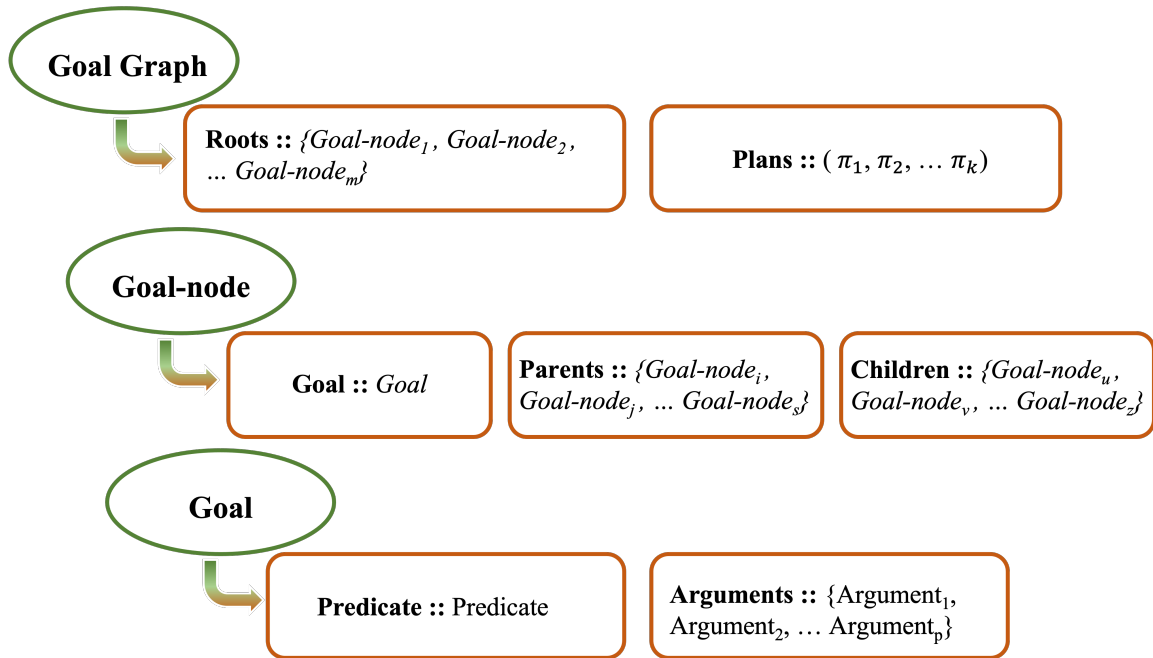 Goal Graph
Roots :: {Goal-node₁, Goal-node₂,
… Goal-nodeₘ}
Plans :: ( π₁, π₂, … πₖ)
Goal-node
Goal :: Goal
Parents :: {Goal-nodeᵢ,
Goal-nodeⱼ, … Goal-nodeₛ}
Children :: {Goal-nodeᵤ,
Goal-nodeᵥ, … Goal-node_z}
Goal
Predicate :: Predicate
Arguments :: {Argument₁,
Argument₂, … Argumentₚ}